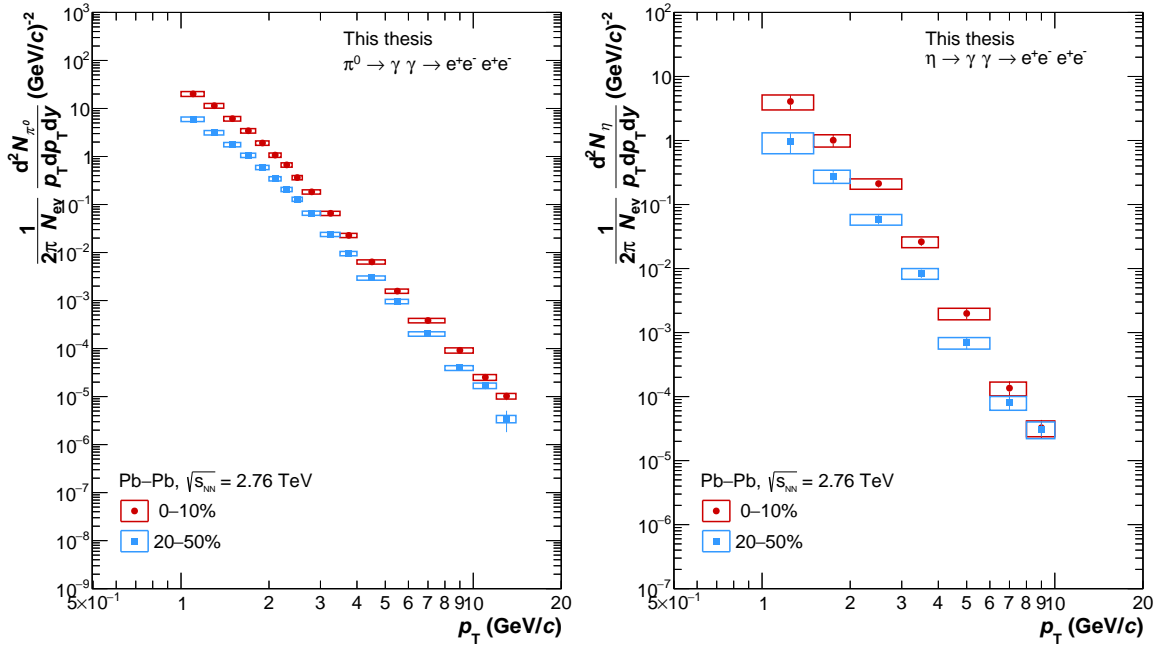 10³
10²
10
1
10⁻¹
10⁻²
10⁻³
10⁻⁴
10⁻⁵
10⁻⁶
10⁻⁷
10⁻⁸
10⁻⁹
1/2π N_ev d²N_π⁰/p_T dp_T dy (GeV/c)⁻²
This thesis
π⁰ → γ γ → e⁺e⁻ e⁺e⁻
Pb–Pb, √s_NN = 2.76 TeV
0–10%
20–50%
5×10⁻¹ 1 2 3 4 5 6 7 8 910 20
p_T (GeV/c)
10²
10
1
10⁻¹
10⁻²
10⁻³
10⁻⁴
10⁻⁵
10⁻⁶
10⁻⁷
1/2π N_ev d²N_η/p_T dp_T dy (GeV/c)⁻²
This thesis
η → γ γ → e⁺e⁻ e⁺e⁻
Pb–Pb, √s_NN = 2.76 TeV
0–10%
20–50%
5×10⁻¹ 1 2 3 4 5 6 7 8 910 20
p_T (GeV/c)